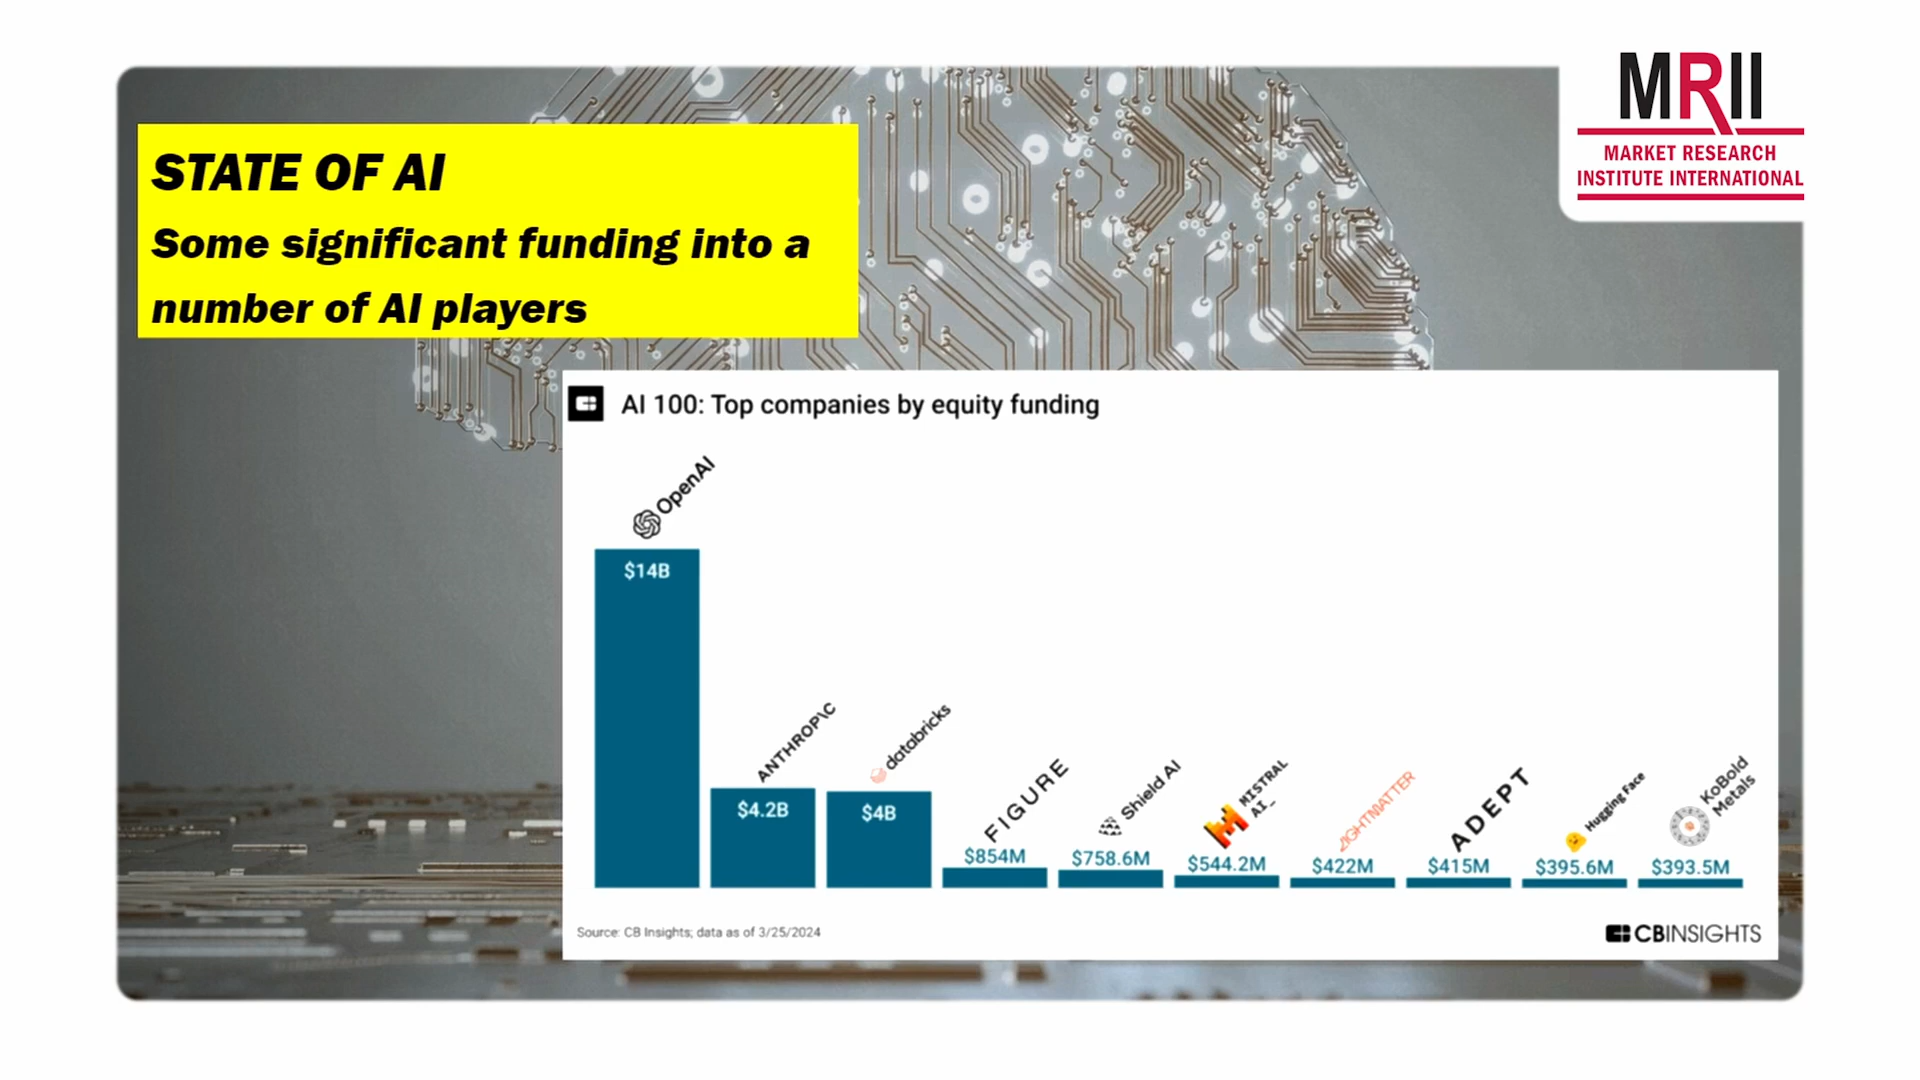 MRII
MARKET RESEARCH
INSTITUTE INTERNATIONAL
STATE OF AI
Some significant funding into a
number of AI players
AI 100: Top companies by equity funding
OpenAI
$14B
ANTHROP\C
$4.2B
databricks
$4B
FIGURE
$854M
Shield AI
$758.6M
MISTRAL
AI_
$544.2M
LIGHTMATTER
$422M
ADEPT
$415M
Hugging Face
$395.6M
KoBold
Metals
$393.5M
Source: CB Insights; data as of 3/25/2024
CBINSIGHTS